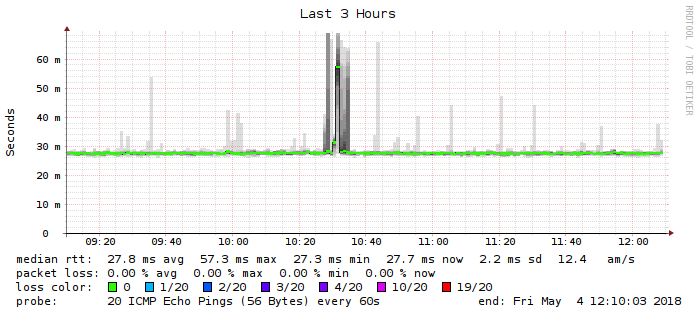 Last 3 Hours
RRDTOOL / TOBI OETIKER
Seconds
60 m
50 m
40 m
30 m
20 m
10 m
0
09:20 09:40 10:00 10:20 10:40 11:00 11:20 11:40 12:00
median rtt: 27.8 ms avg 57.3 ms max 27.3 ms min 27.7 ms now 2.2 ms sd 12.4 am/s
packet loss: 0.00 % avg 0.00 % max 0.00 % min 0.00 % now
loss color: 0 1/20 2/20 3/20 4/20 10/20 19/20
probe: 20 ICMP Echo Pings (56 Bytes) every 60s end: Fri May 4 12:10:03 2018